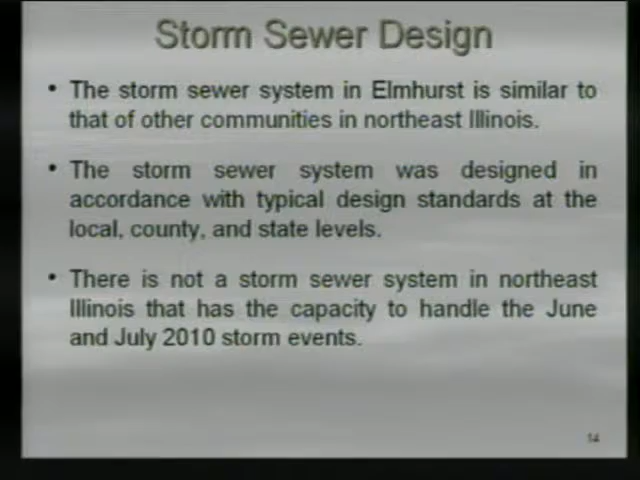 Storm Sewer Design
• The storm sewer system in Elmhurst is similar to
that of other communities in northeast Illinois.
• The storm sewer system was designed in
accordance with typical design standards at the
local, county, and state levels.
• There is not a storm sewer system in northeast
Illinois that has the capacity to handle the June
and July 2010 storm events.
14